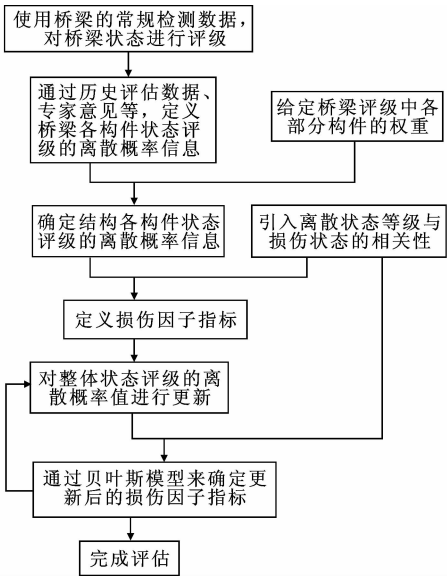 使用桥梁的常规检测数据，
对桥梁状态进行评级
通过历史评估数据、
专家意见等，定义
桥梁各构件状态评
级的离散概率信息
给定桥梁评级中各
部分构件的权重
确定结构各构件状态
评级的离散概率信息
引入离散状态等级与
损伤状态的相关性
定义损伤因子指标
对整体状态评级的离
散概率值进行更新
通过贝叶斯模型来确定更
新后的损伤因子指标
完成评估